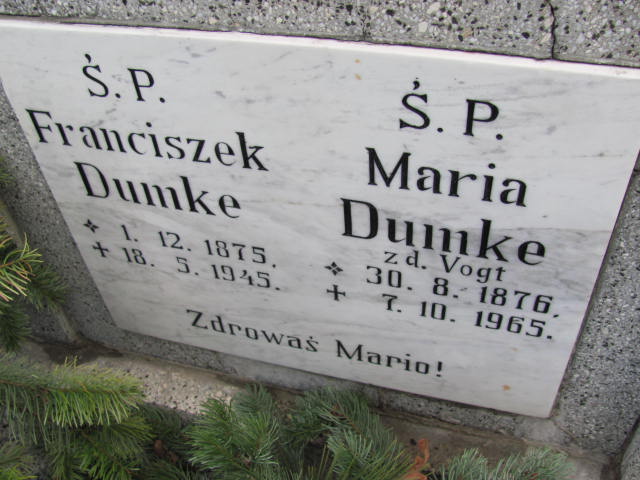 Ś. P.
Franciszek
Dumke
1. 12. 1875.
+ 18. 5. 1945.
Ś. P.
Maria
Dumke
zd. Vogt
30. 8. 1876.
+ 7. 10. 1965.
Zdrowaś Mario!